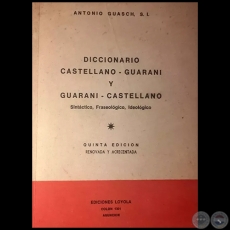 ANTONIO GUASCH, S. I.
DICCIONARIO
CASTELLANO - GUARANI
Y
GUARANI - CASTELLANO
Sintáctico, Fraseológico, Ideológico
QUINTA EDICION
RENOVADA Y ACRECENTADA
EDICIONES LOYOLA
ASUNCION